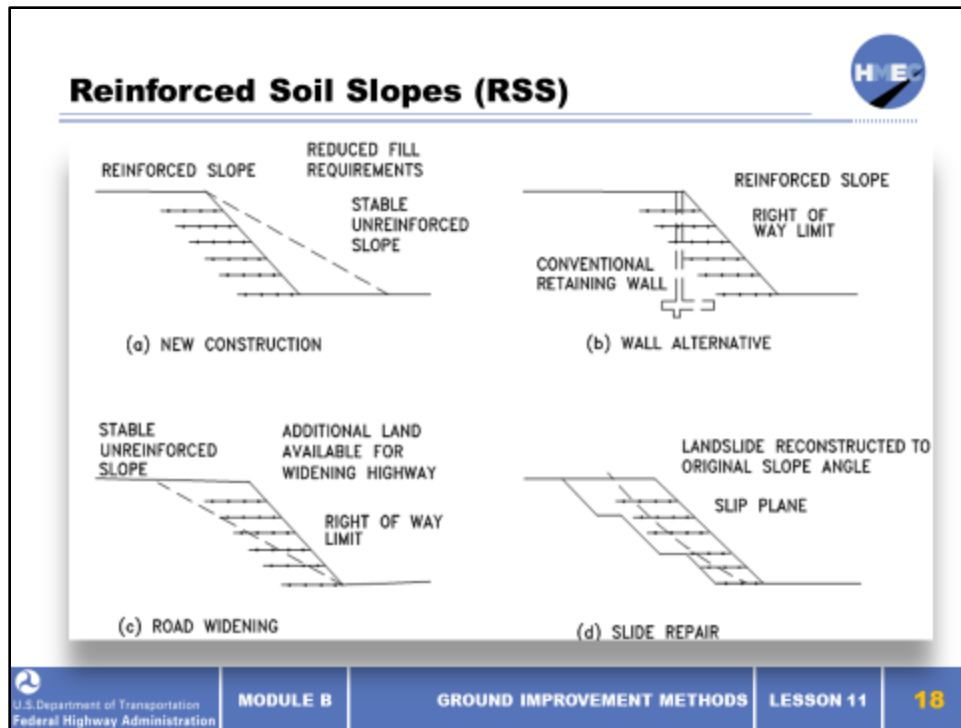 Reinforced Soil Slopes (RSS)
HMEC
REINFORCED SLOPE
REDUCED FILL
REQUIREMENTS
STABLE
UNREINFORCED
SLOPE
(a) NEW CONSTRUCTION
REINFORCED SLOPE
RIGHT OF
WAY LIMIT
CONVENTIONAL
RETAINING WALL
(b) WALL ALTERNATIVE
STABLE
UNREINFORCED
SLOPE
ADDITIONAL LAND
AVAILABLE FOR
WIDENING HIGHWAY
RIGHT OF WAY
LIMIT
(c) ROAD WIDENING
LANDSLIDE RECONSTRUCTED TO
ORIGINAL SLOPE ANGLE
SLIP PLANE
(d) SLIDE REPAIR
U.S.Department of Transportation
Federal Highway Administration
MODULE B
GROUND IMPROVEMENT METHODS
LESSON 11
18